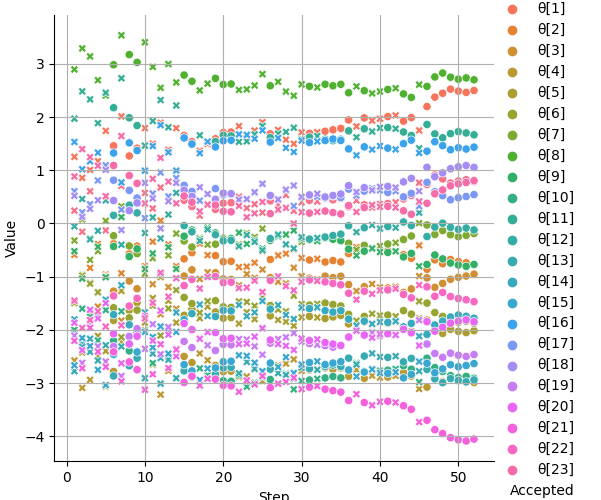 Value
3
2
1
0
−1
−2
−3
−4
0
10
20
30
40
50
Step
θ[1]
θ[2]
θ[3]
θ[4]
θ[5]
θ[6]
θ[7]
θ[8]
θ[9]
θ[10]
θ[11]
θ[12]
θ[13]
θ[14]
θ[15]
θ[16]
θ[17]
θ[18]
θ[19]
θ[20]
θ[21]
θ[22]
θ[23]
Accepted